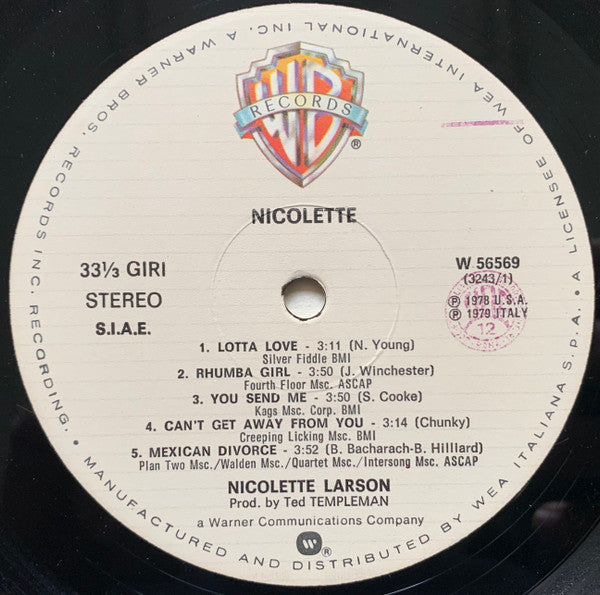 WB
RECORDS
®
NICOLETTE
33⅓ GIRI
STEREO
S.I.A.E.
W 56569
(3243/1)
℗ 1978 U.S.A.
℗ 1979 ITALY
12
1. LOTTA LOVE - 3:11 (N. Young)
Silver Fiddle BMI
2. RHUMBA GIRL - 3:50 (J. Winchester)
Fourth Floor Msc. ASCAP
3. YOU SEND ME - 3:50 (S. Cooke)
Kags Msc. Corp. BMI
4. CAN'T GET AWAY FROM YOU - 3:14 (Chunky)
Creeping Licking Msc. BMI
5. MEXICAN DIVORCE - 3:52 (B. Bacharach-B. Hilliard)
Plan Two Msc./Walden Msc./Quartet Msc./Intersong Msc. ASCAP
NICOLETTE LARSON
Prod. by Ted TEMPLEMAN
a Warner Communications Company
®
• MANUFACTURED AND DISTRIBUTED BY WEA ITALIANA S.P.A. • A LICENSEE OF WEA INTERNATIONAL INC. A WARNER BROS. RECORDS INC. RECORDING.